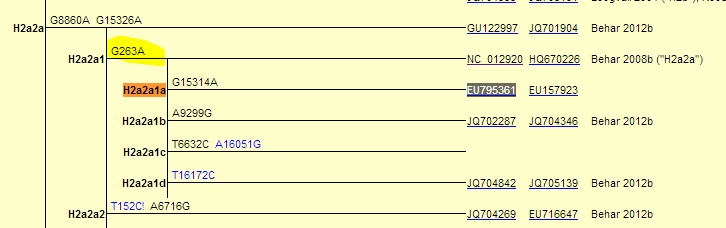 H2a2a G8860A G15326A GU122997 JQ701904 Behar 2012b
H2a2a1 G263A NC_012920 HQ670226 Behar 2008b ("H2a2a")
H2a2a1a G15314A EU795361 EU157923
H2a2a1b A9299G JQ702287 JQ704346 Behar 2012b
H2a2a1c T6632C A16051G
H2a2a1d T16172C JQ704842 JQ705139 Behar 2012b
H2a2a2 T152C! A6716G JQ704269 EU716647 Behar 2012b